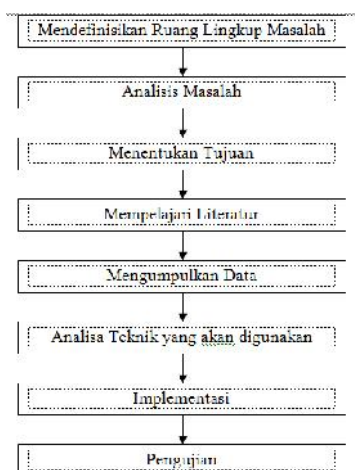 Mendefinisikan Ruang Lingkup Masalah
Analisis Masalah
Menentukan Tujuan
Mempelajari Literatur
Mengumpulkan Data
Analisa Teknik yang akan digunakan
Implementasi
Pengujian